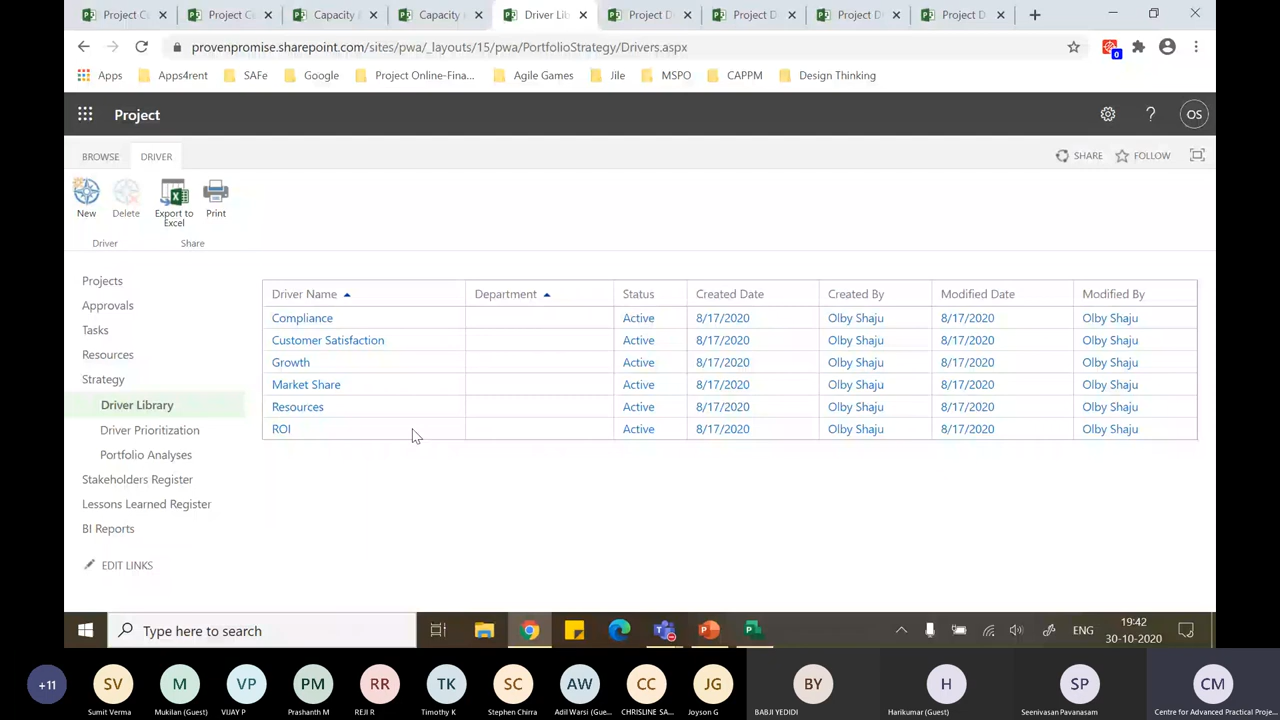 Project C
Project C
Capacity
Capacity
Driver Lib
Project D
Project D
Project D
Project D
provenpromise.sharepoint.com/sites/pwa/_layouts/15/pwa/PortfolioStrategy/Drivers.aspx
0
Apps
Apps4rent
SAFe
Google
Project Online-Fina...
Agile Games
Jile
MSPO
CAPPM
Design Thinking
Project
OS
BROWSE
DRIVER
SHARE
FOLLOW
New
Delete
Export to
Excel
Print
Driver
Share
Projects
Approvals
Tasks
Resources
Strategy
Driver Library
Driver Prioritization
Portfolio Analyses
Stakeholders Register
Lessons Learned Register
BI Reports
EDIT LINKS
Driver Name Department Status Created Date Created By Modified Date Modified By
Compliance Active 8/17/2020 Olby Shaju 8/17/2020 Olby Shaju
Customer Satisfaction Active 8/17/2020 Olby Shaju 8/17/2020 Olby Shaju
Growth Active 8/17/2020 Olby Shaju 8/17/2020 Olby Shaju
Market Share Active 8/17/2020 Olby Shaju 8/17/2020 Olby Shaju
Resources Active 8/17/2020 Olby Shaju 8/17/2020 Olby Shaju
ROI Active 8/17/2020 Olby Shaju 8/17/2020 Olby Shaju
Type here to search
ENG
19:42
30-10-2020
+11
SV
M
VP
PM
RR
TK
SC
AW
CC
JG
BY
H
SP
CM
Sumit Verma
Mukilan (Guest)
VIJAY P
Prashanth M
REJI R
Timothy K
Stephen Chirra
Adil Warsi (Gue...
CHRISLINE SA...
Joyson G
BABJI YEDIDI
Harikumar (Guest)
Seenivasan Pavanasam
Centre for Advanced Practical Proje...